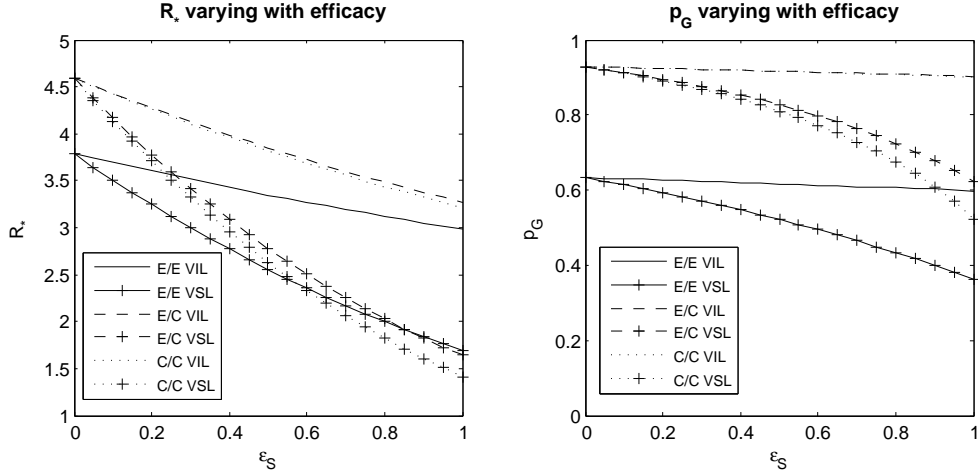 R* varying with efficacy
5
4.5
4
3.5
3
2.5
2
1.5
1
R*
0
0.2
0.4
0.6
0.8
1
εS
E/E VIL
E/E VSL
E/C VIL
E/C VSL
C/C VIL
C/C VSL
pG varying with efficacy
1
0.8
0.6
0.4
0.2
0
pG
0
0.2
0.4
0.6
0.8
1
εS
E/E VIL
E/E VSL
E/C VIL
E/C VSL
C/C VIL
C/C VSL